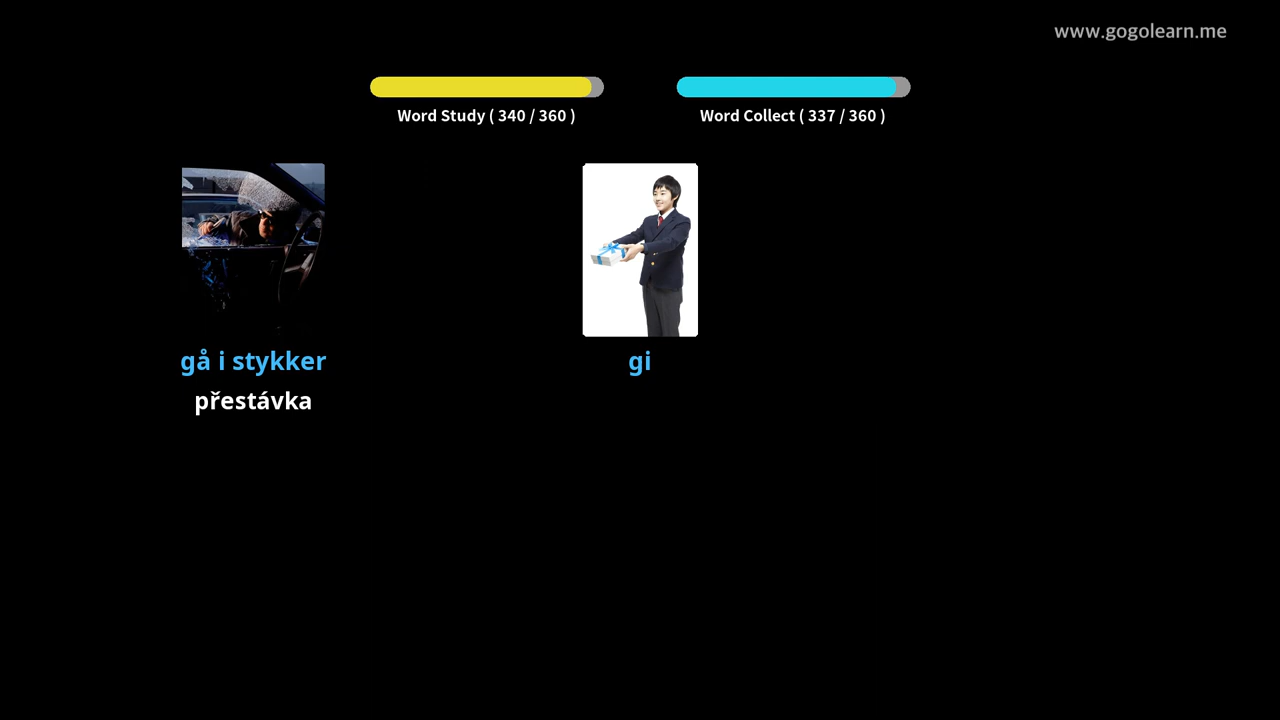 www.gogolearn.me
Word Study ( 340 / 360 )
Word Collect ( 337 / 360 )
gå i stykker
přestávka
gi